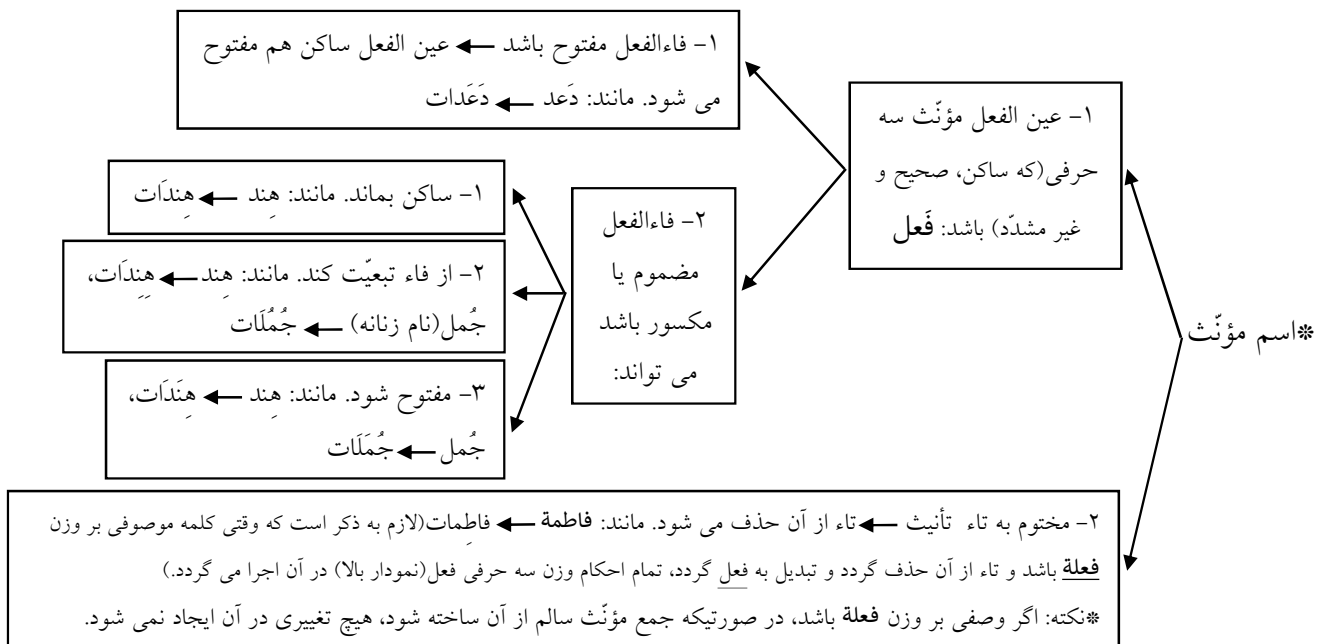 *اسم مؤنّث
۱- عین الفعل مؤنّث سه
حرفی(که ساکن، صحیح و
غیر مشدّد) باشد: فَعل
۱- فاءالفعل مفتوح باشد ← عین الفعل ساکن هم مفتوح
می شود. مانند: دَعد ← دَعَدات
۲- فاءالفعل
مضموم یا
مکسور باشد
می تواند:
۱- ساکن بماند. مانند: هِند ← هِندَات
۲- از فاء تبعیّت کند. مانند: هِند ← هِنِدَات،
جُمل(نام زنانه) ← جُمُلَات
۳- مفتوح شود. مانند: هِند ← هِنَدَات،
جُمل ← جُمَلَات
۲- مختوم به تاء تأنیث ← تاء از آن حذف می شود. مانند: فاطمة ← فاطِمات(لازم به ذکر است که وقتی کلمه موصوفی بر وزن
فعلة باشد و تاء از آن حذف گردد و تبدیل به فعل گردد، تمام احکام وزن سه حرفی فعل(نمودار بالا) در آن اجرا می گردد.)
*نکته: اگر وصفی بر وزن فعلة باشد، در صورتیکه جمع مؤنّث سالم از آن ساخته شود، هیچ تغییری در آن ایجاد نمی شود.